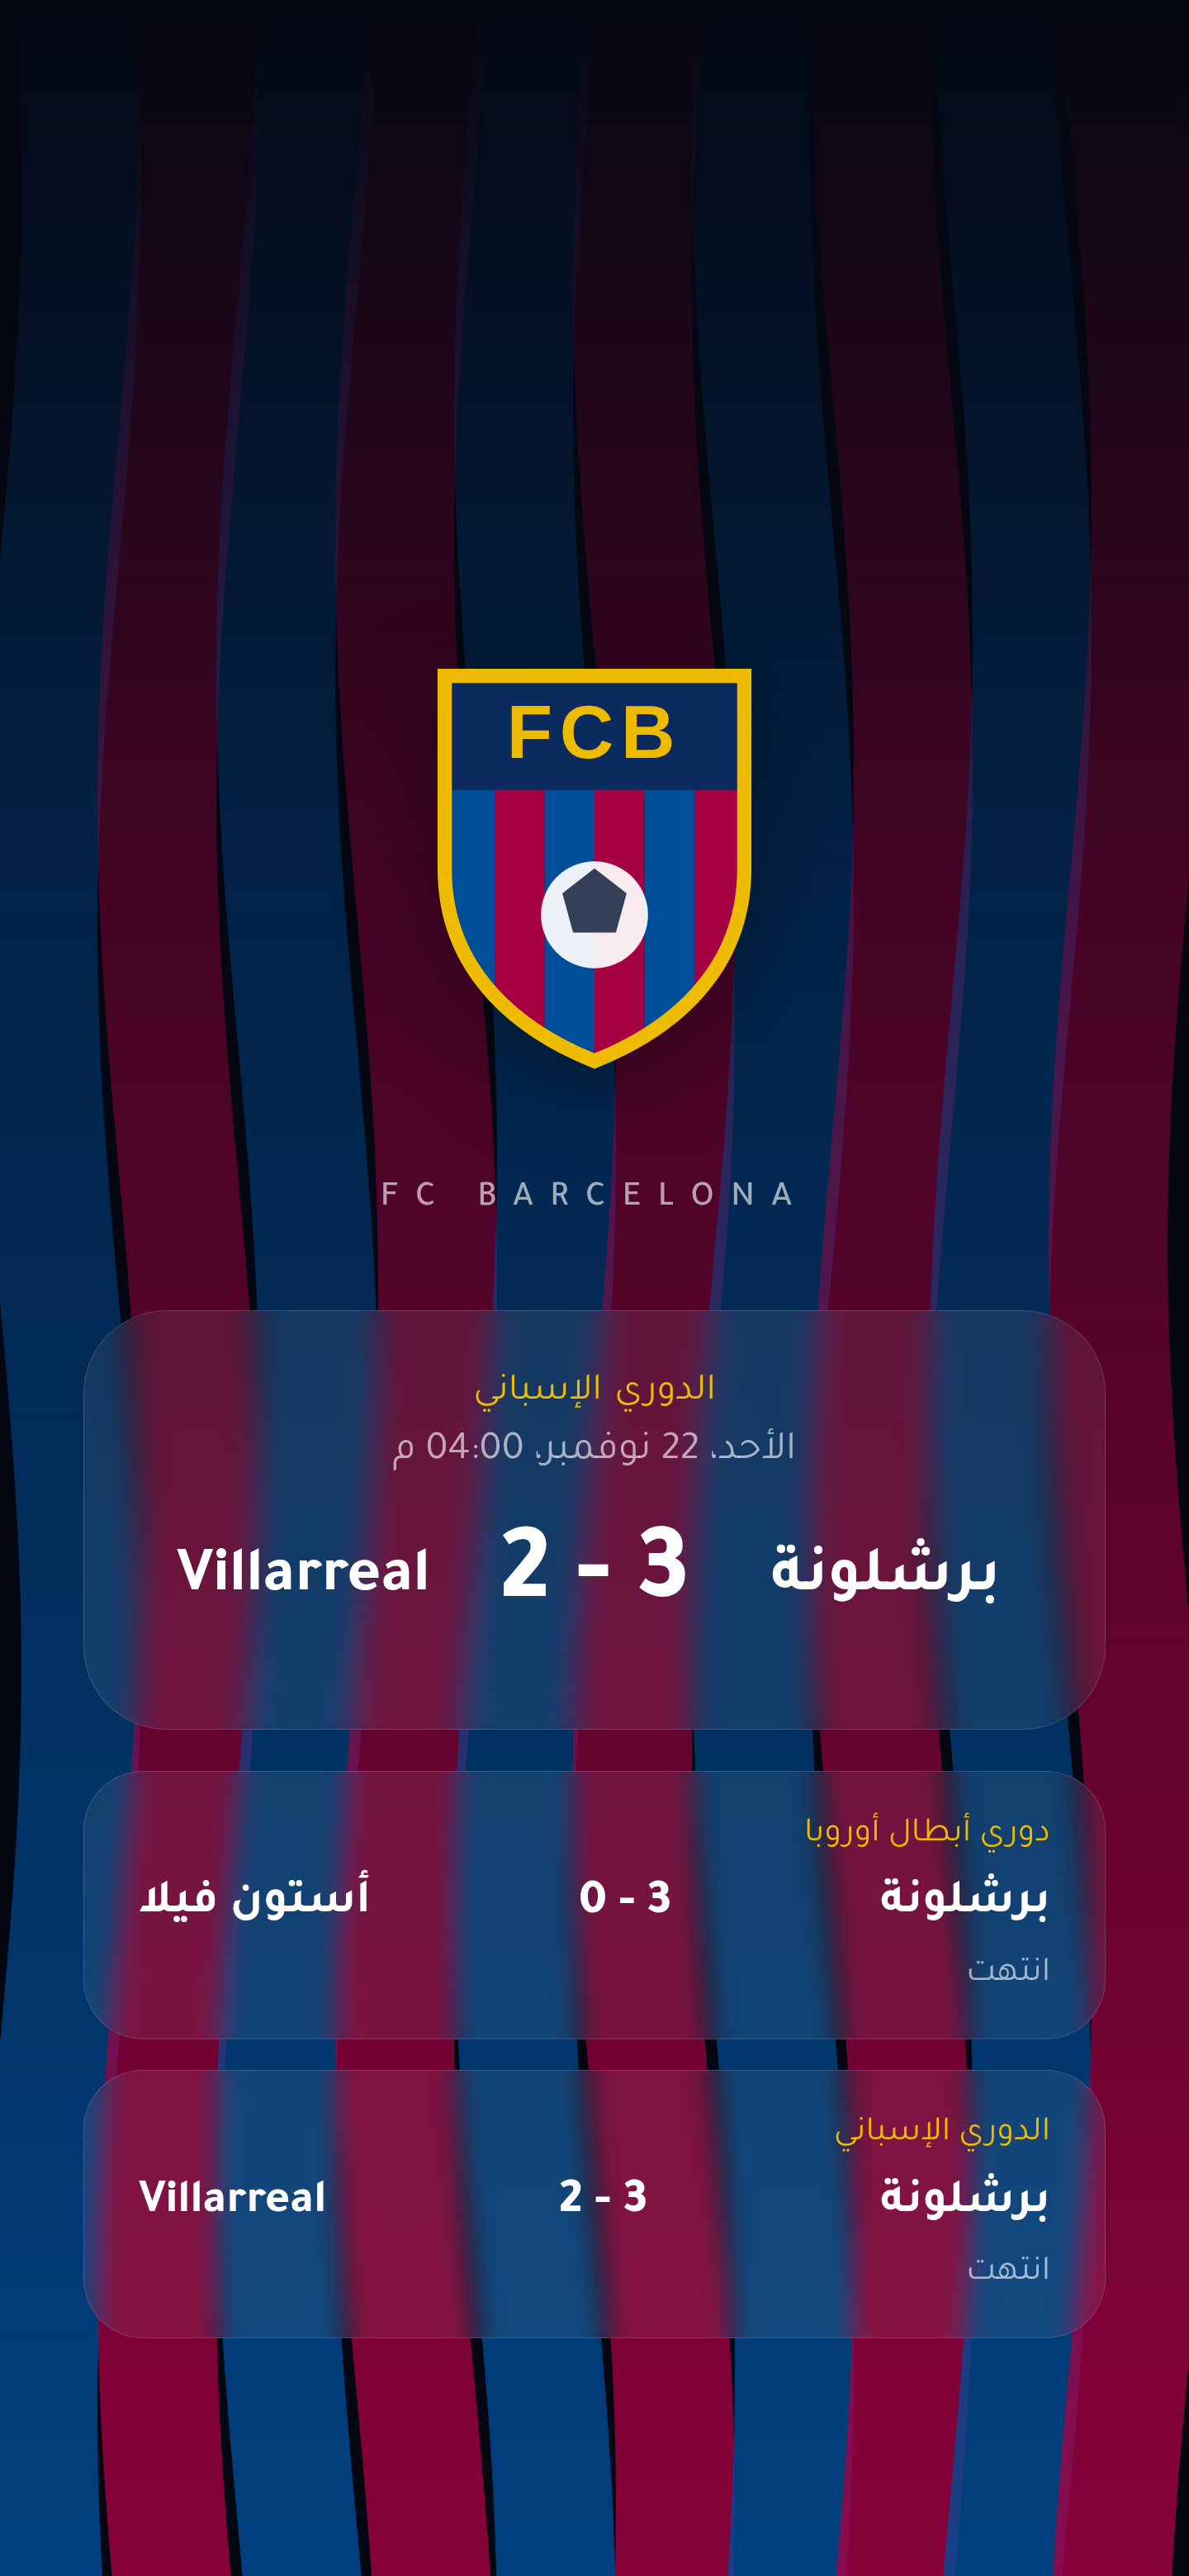 FCB
FC BARCELONA
الدوري الإسباني
الأحد، 22 نوفمبر، 04:00 م
برشلونة 3 - 2 Villarreal
دوري أبطال أوروبا
برشلونة 3 - 0 أستون فيلا
انتهت
الدوري الإسباني
برشلونة 3 - 2 Villarreal
انتهت